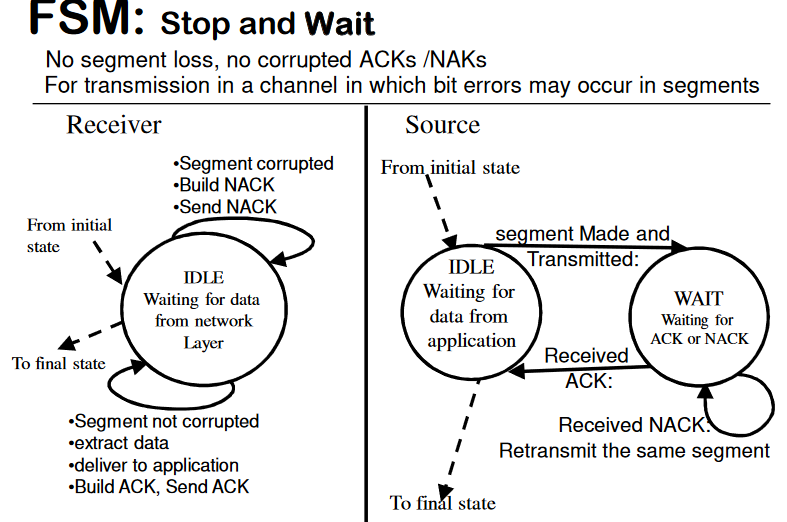 FSM: Stop and Wait
No segment loss, no corrupted ACKs /NAKs
For transmission in a channel in which bit errors may occur in segments
Receiver
•Segment corrupted
•Build NACK
•Send NACK
From initial
state
IDLE
Waiting for data
from network
Layer
To final state
•Segment not corrupted
•extract data
•deliver to application
•Build ACK, Send ACK
Source
From initial state
segment Made and
Transmitted:
IDLE
Waiting for
data from
application
WAIT
Waiting for
ACK or NACK
Received
ACK:
Received NACK:
Retransmit the same segment
To final state